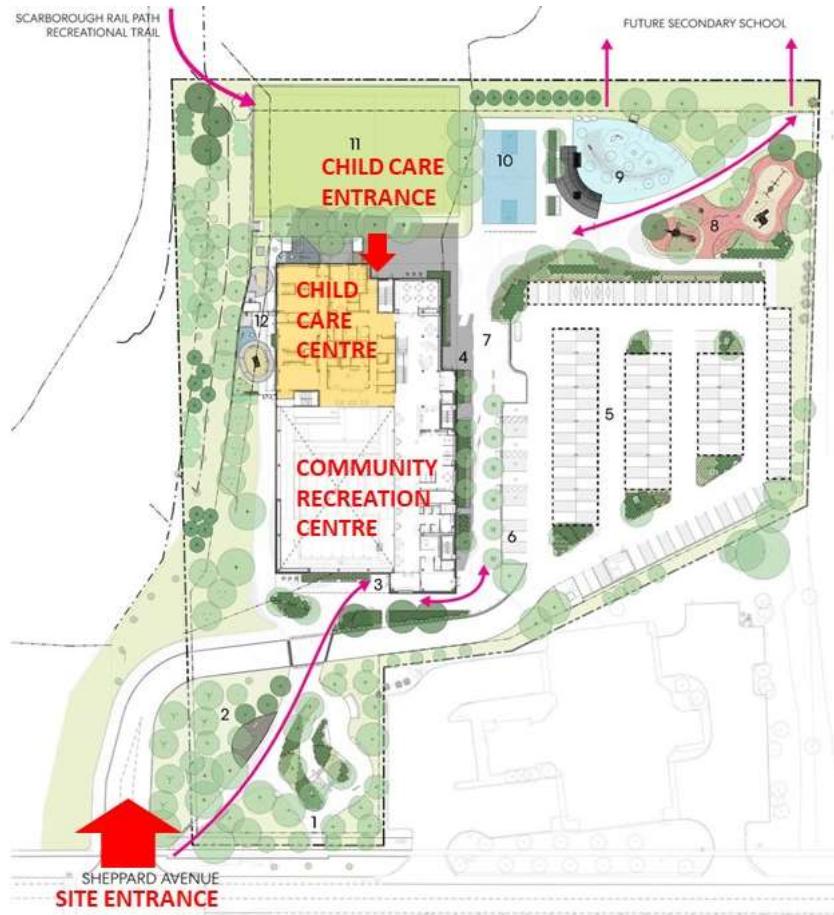 SCARBOROUGH RAIL PATH
RECREATIONAL TRAIL
FUTURE SECONDARY SCHOOL
11
10
9
8
CHILD CARE
ENTRANCE
CHILD
CARE
CENTRE
12
7
4
5
COMMUNITY
RECREATION
CENTRE
6
3
2
1
SHEPPARD AVENUE
SITE ENTRANCE